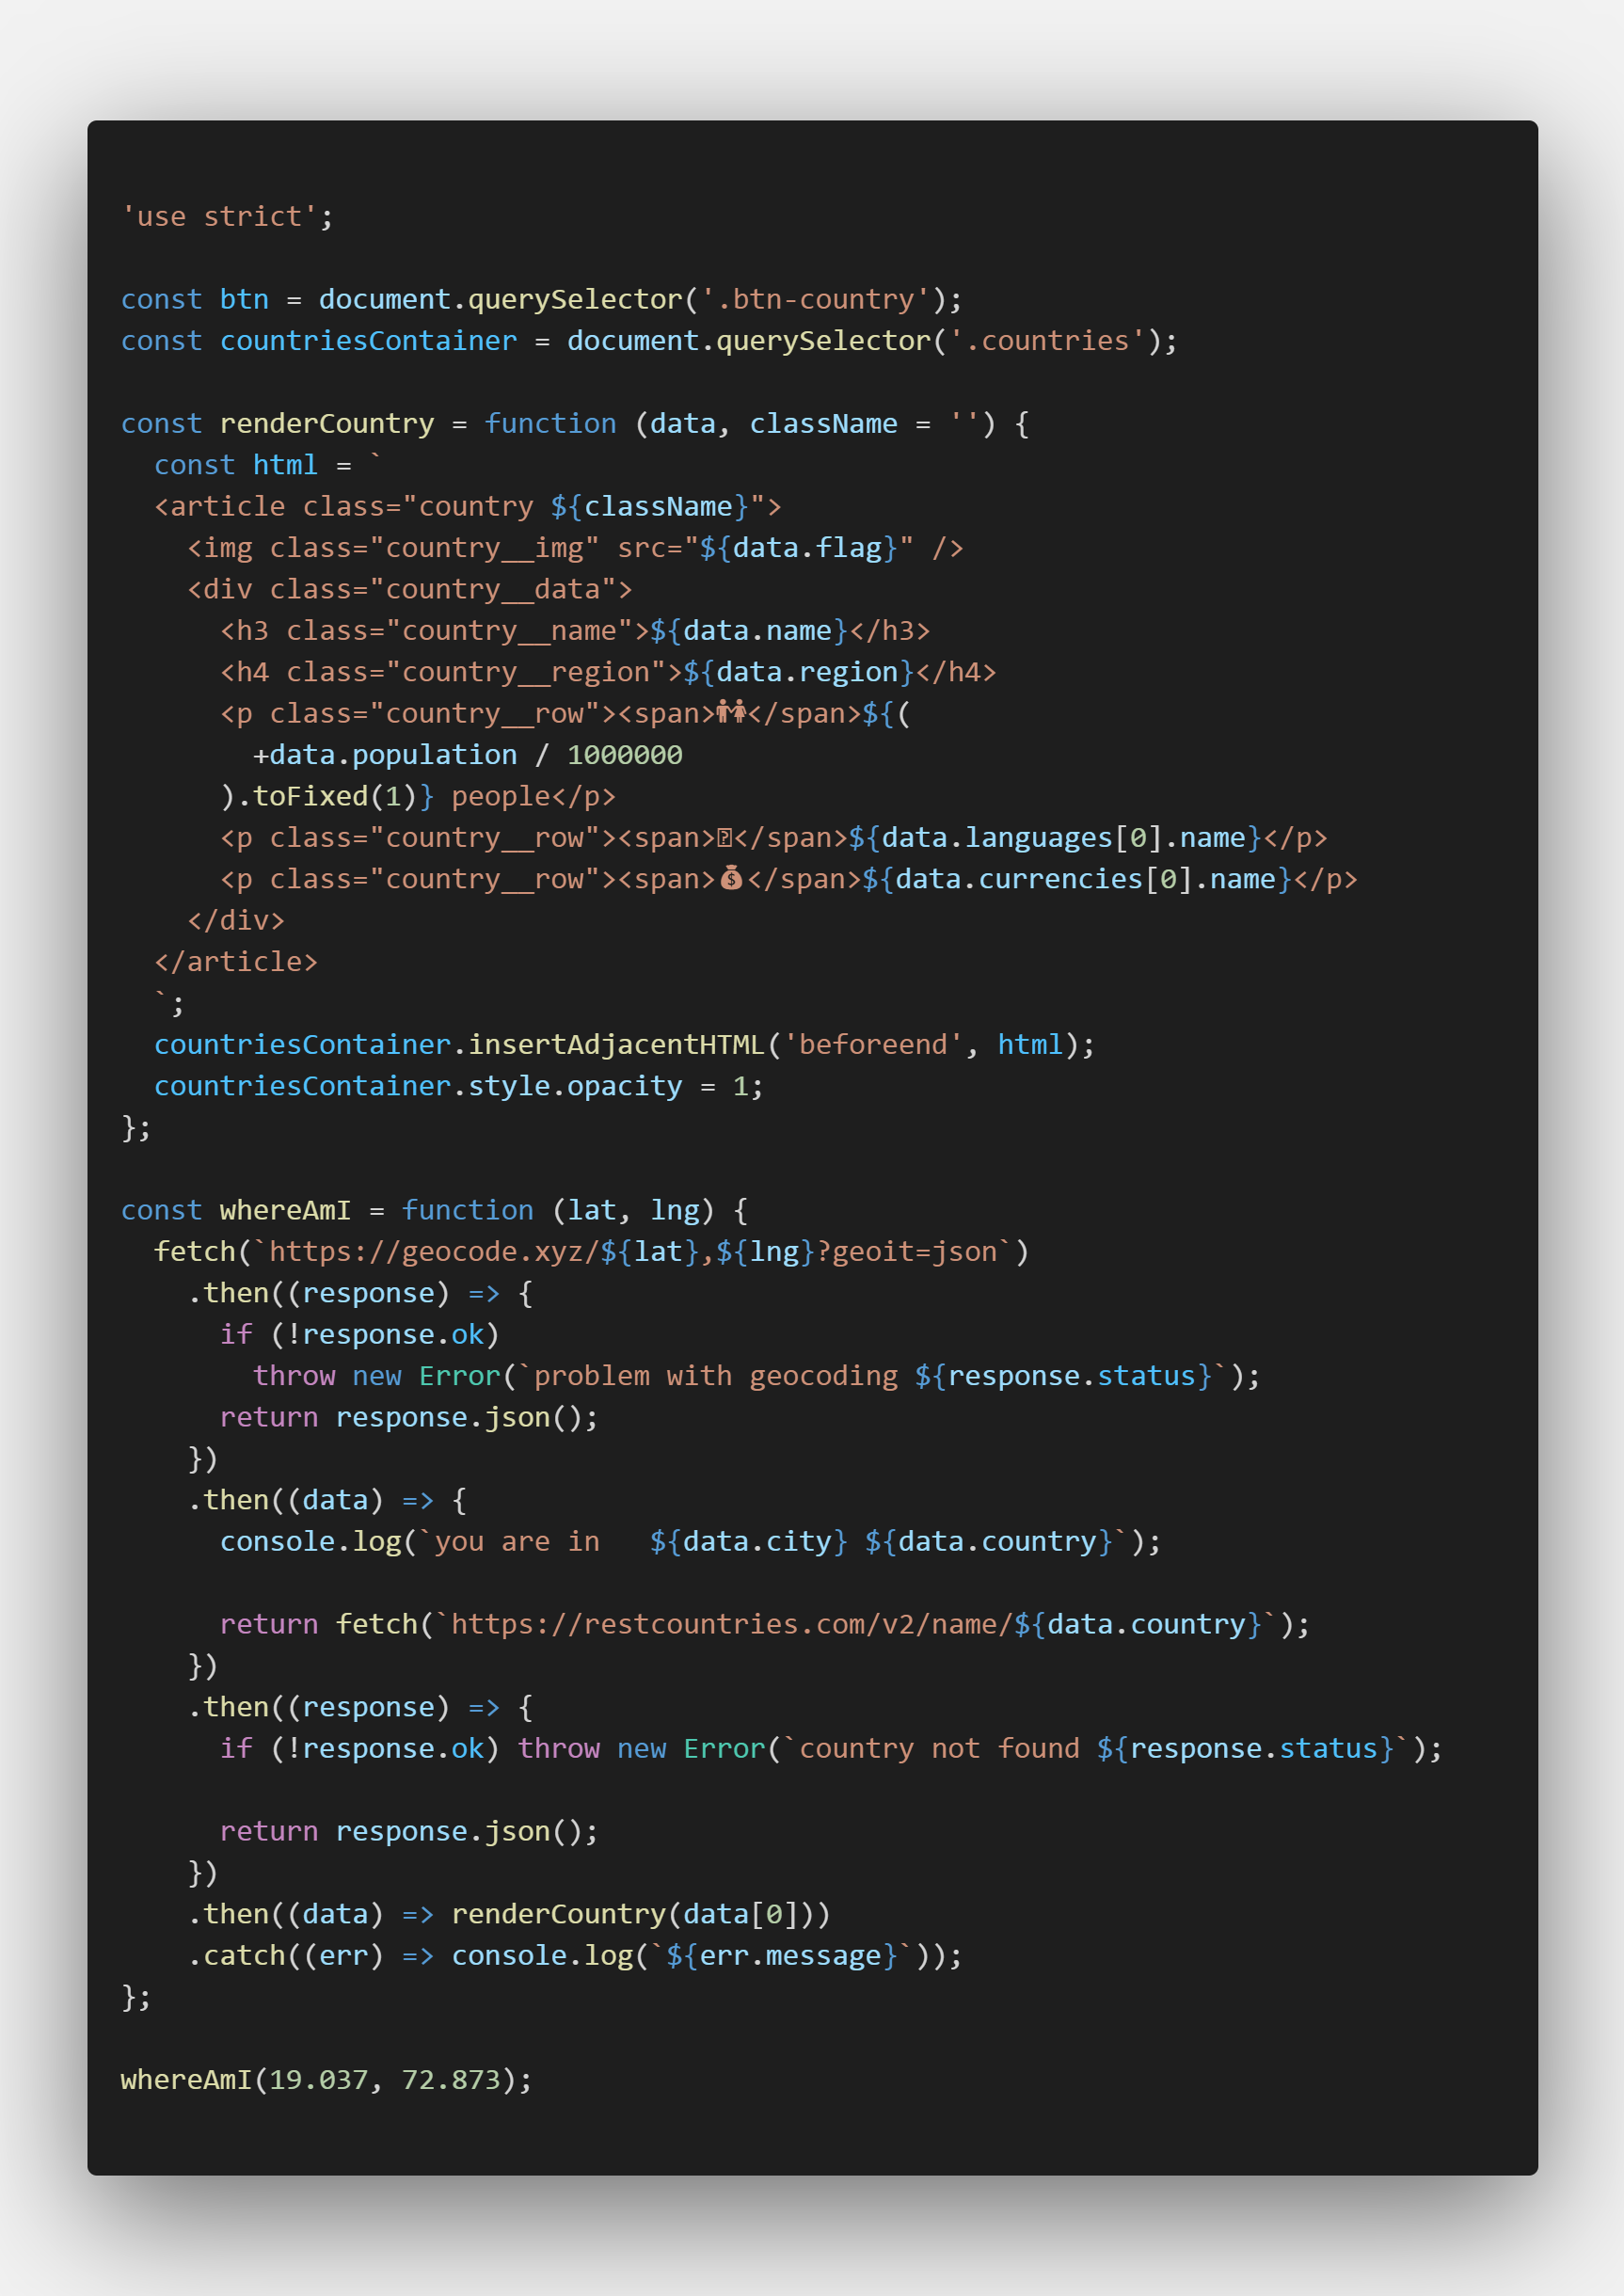 'use strict';
const btn = document.querySelector('.btn-country');
const countriesContainer = document.querySelector('.countries');
const renderCountry = function (data, className = '') {
const html = `
<article class="country ${className}">
<img class="country__img" src="${data.flag}" />
<div class="country__data">
<h3 class="country__name">${data.name}</h3>
<h4 class="country__region">${data.region}</h4>
<p class="country__row"><span>👫</span>${(
+data.population / 1000000
).toFixed(1)} people</p>
<p class="country__row"><span></span>${data.languages[0].name}</p>
<p class="country__row"><span>💰</span>${data.currencies[0].name}</p>
</div>
</article>
`;
countriesContainer.insertAdjacentHTML('beforeend', html);
countriesContainer.style.opacity = 1;
};
const whereAmI = function (lat, lng) {
fetch(`https://geocode.xyz/${lat},${lng}?geoit=json`)
.then((response) => {
if (!response.ok)
throw new Error(`problem with geocoding ${response.status}`);
return response.json();
})
.then((data) => {
console.log(`you are in   ${data.city} ${data.country}`);
return fetch(`https://restcountries.com/v2/name/${data.country}`);
})
.then((response) => {
if (!response.ok) throw new Error(`country not found ${response.status}`);
return response.json();
})
.then((data) => renderCountry(data[0]))
.catch((err) => console.log(`${err.message}`));
};
whereAmI(19.037, 72.873);